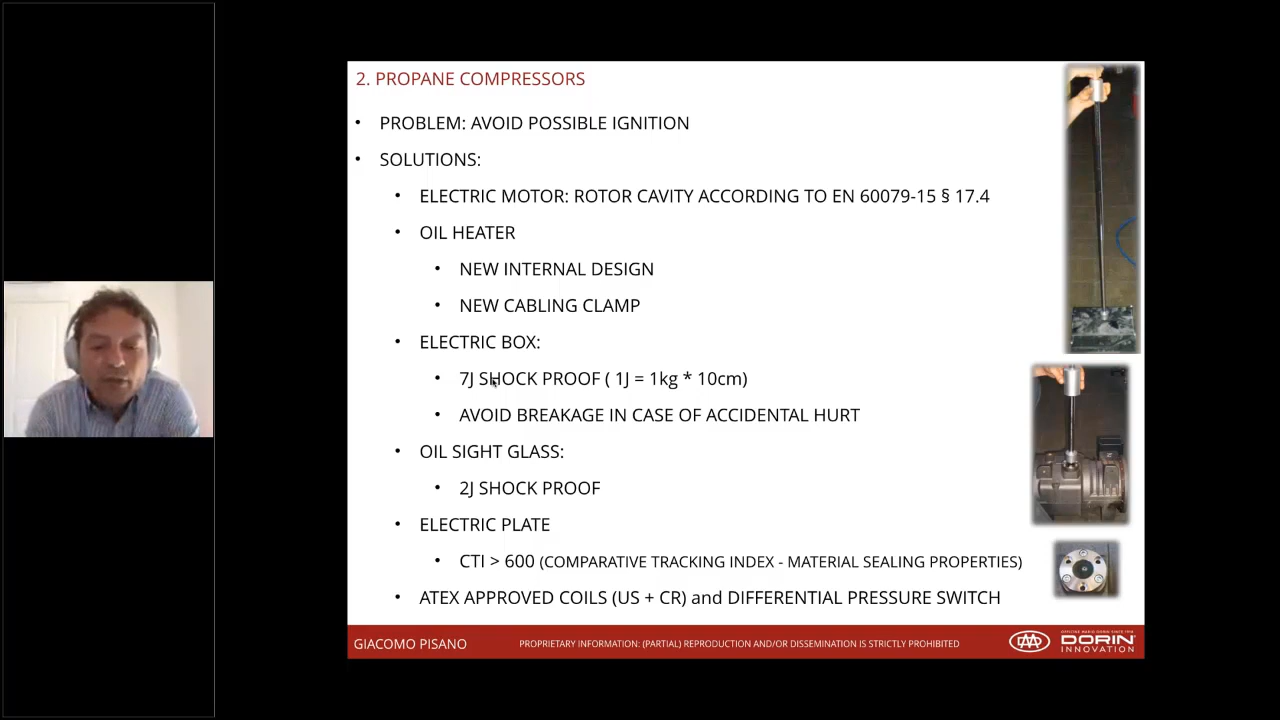 2. PROPANE COMPRESSORS
• PROBLEM: AVOID POSSIBLE IGNITION
• SOLUTIONS:
• ELECTRIC MOTOR: ROTOR CAVITY ACCORDING TO EN 60079-15 § 17.4
• OIL HEATER
• NEW INTERNAL DESIGN
• NEW CABLING CLAMP
• ELECTRIC BOX:
• 7J SHOCK PROOF ( 1J = 1kg * 10cm)
• AVOID BREAKAGE IN CASE OF ACCIDENTAL HURT
• OIL SIGHT GLASS:
• 2J SHOCK PROOF
• ELECTRIC PLATE
• CTI > 600 (COMPARATIVE TRACKING INDEX - MATERIAL SEALING PROPERTIES)
• ATEX APPROVED COILS (US + CR) and DIFFERENTIAL PRESSURE SWITCH
GIACOMO PISANO
PROPRIETARY INFORMATION: (PARTIAL) REPRODUCTION AND/OR DISSEMINATION IS STRICTLY PROHIBITED
DORIN
INNOVATION